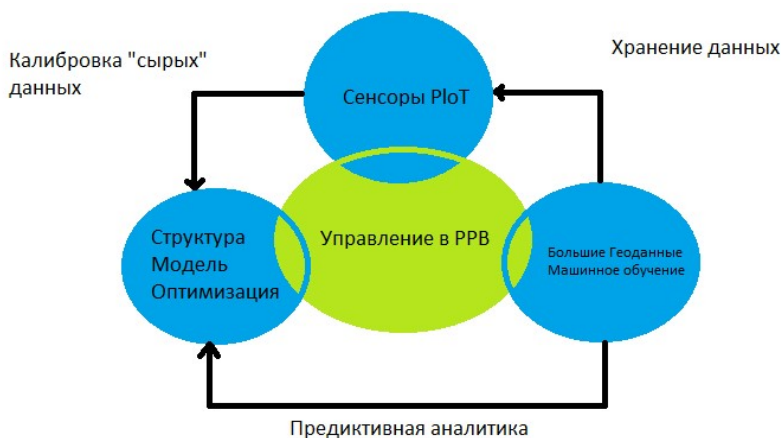 Калибровка "сырых"
данных
Хранение данных
Сенсоры PIoT
Структура
Модель
Оптимизация
Управление в РРВ
Большие Геоданные
Машинное обучение
Предиктивная аналитика